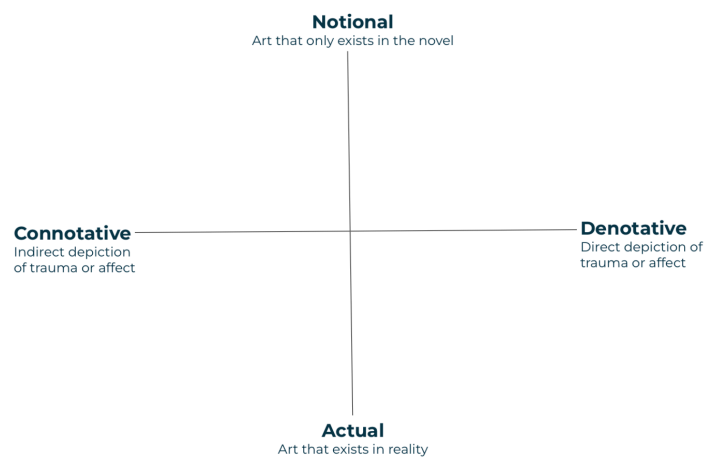 Notional
Art that only exists in the novel
Connotative
Indirect depiction
of trauma or affect
Denotative
Direct depiction of
trauma or affect
Actual
Art that exists in reality